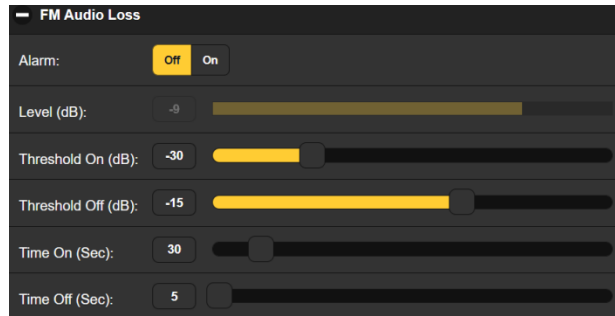 FM Audio Loss
Alarm: Off On
Level (dB): -9
Threshold On (dB): -30
Threshold Off (dB): -15
Time On (Sec): 30
Time Off (Sec): 5